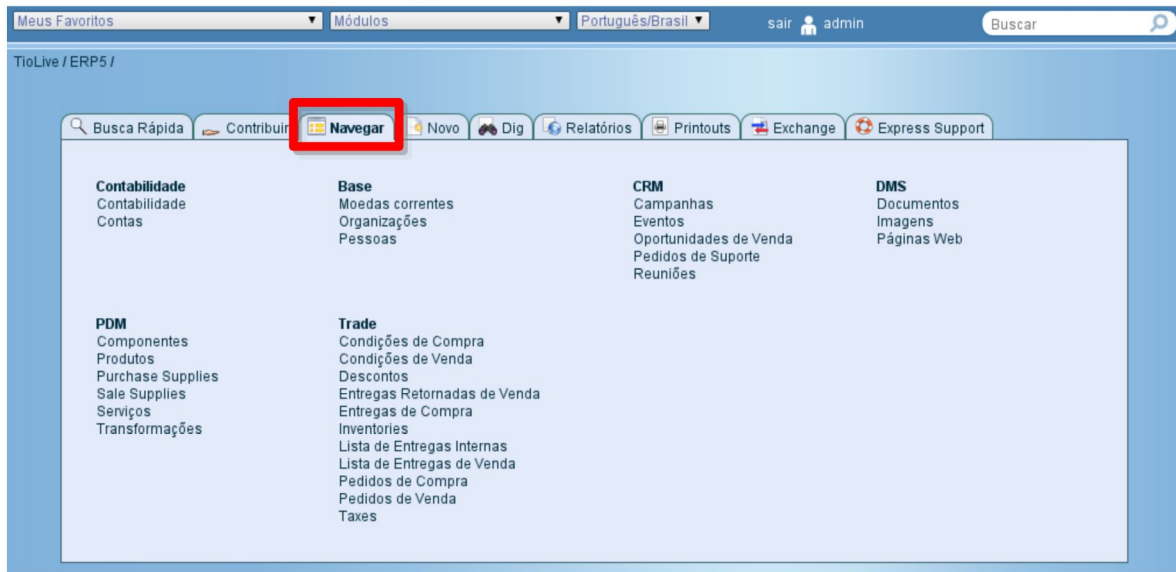 Meus Favoritos Módulos Português/Brasil sair admin Buscar
TioLive / ERP5 /
Busca Rápida Contribuir Navegar Novo Dig Relatórios Printouts Exchange Express Support
Contabilidade
Contabilidade
Contas
Base
Moedas correntes
Organizações
Pessoas
CRM
Campanhas
Eventos
Oportunidades de Venda
Pedidos de Suporte
Reuniões
DMS
Documentos
Imagens
Páginas Web
PDM
Componentes
Produtos
Purchase Supplies
Sale Supplies
Serviços
Transformações
Trade
Condições de Compra
Condições de Venda
Descontos
Entregas Retornadas de Venda
Entregas de Compra
Inventories
Lista de Entregas Internas
Lista de Entregas de Venda
Pedidos de Compra
Pedidos de Venda
Taxes